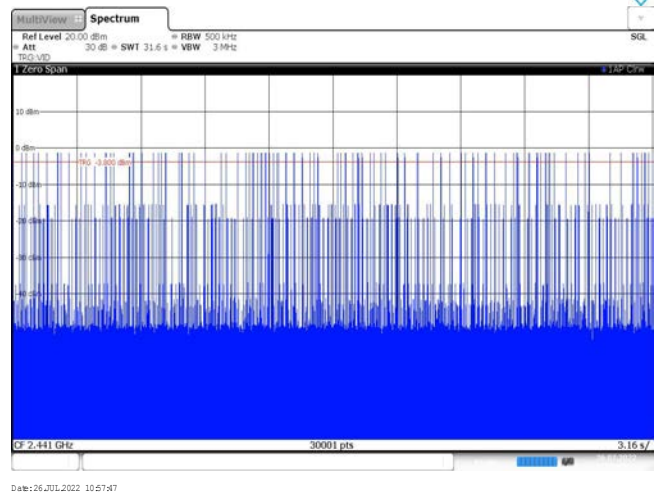 MultiView Spectrum
Ref Level 20.00 dBm RBW 500 kHz SGL
Att 30 dB SWT 31.6 s VBW 3 MHz
TRG:VID
1 Zero Span 1AP Clrw
10 dBm
0 dBm
TRG -3.800 dBm
-10 dBm
-20 dBm
-30 dBm
-40 dBm
CF 2.441 GHz 30001 pts 3.16 s/
Date: 26.JUL.2022 10:57:47